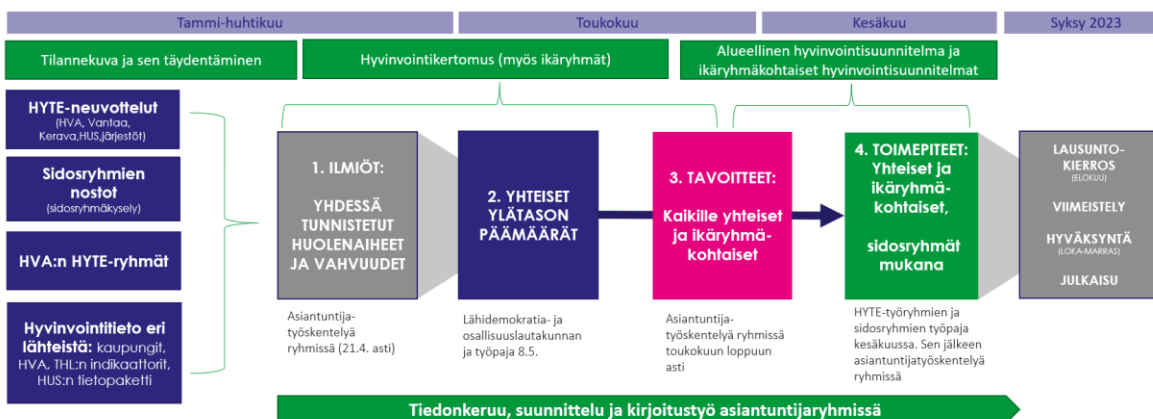 Tammi-huhtikuu
Toukokuu
Kesäkuu
Syksy 2023
Tilannekuva ja sen täydentäminen
Hyvinvointikertomus (myös ikäryhmät)
Alueellinen hyvinvointisuunnitelma ja
ikäryhmäkohtaiset hyvinvointisuunnitelmat
HYTE-neuvottelut
(HVA, Vantaa,
Kerava,HUS,järjestöt)
Sidosryhmien
nostot
(sidosryhmäkysely)
HVA:n HYTE-ryhmät
Hyvinvointitieto eri
lähteistä: kaupungit,
HVA, THL:n indikaattorit,
HUS:n tietopaketti
1. ILMIÖT:
YHDESSÄ
TUNNISTETUT
HUOLENAIHEET
JA VAHVUUDET
Asiantuntija-
työskentelyä
ryhmissä (21.4. asti)
2. YHTEISET
YLÄTASON
PÄÄMÄÄRÄT
Lähidemokratia- ja
osallisuuslautakunnan
ja työpaja 8.5.
3. TAVOITTEET:
Kaikille yhteiset
ja ikäryhmä-
kohtaiset
Asiantuntija-
työskentelyä ryhmissä
toukokuun loppuun
asti
4. TOIMEPITEET:
Yhteiset ja
ikäryhmä-
kohtaiset,
sidosryhmät
mukana
HYTE-työryhmien ja
sidosryhmien työpaja
kesäkuussa. Sen jälkeen
asiantuntijatyöskentelyä
ryhmissä
LAUSUNTO-
KIERROS
(ELOKUU)
VIIMEISTELY
HYVÄKSYNTÄ
(LOKA-MARRAS)
JULKAISU
Tiedonkeruu, suunnittelu ja kirjoitustyö asiantuntijaryhmissä